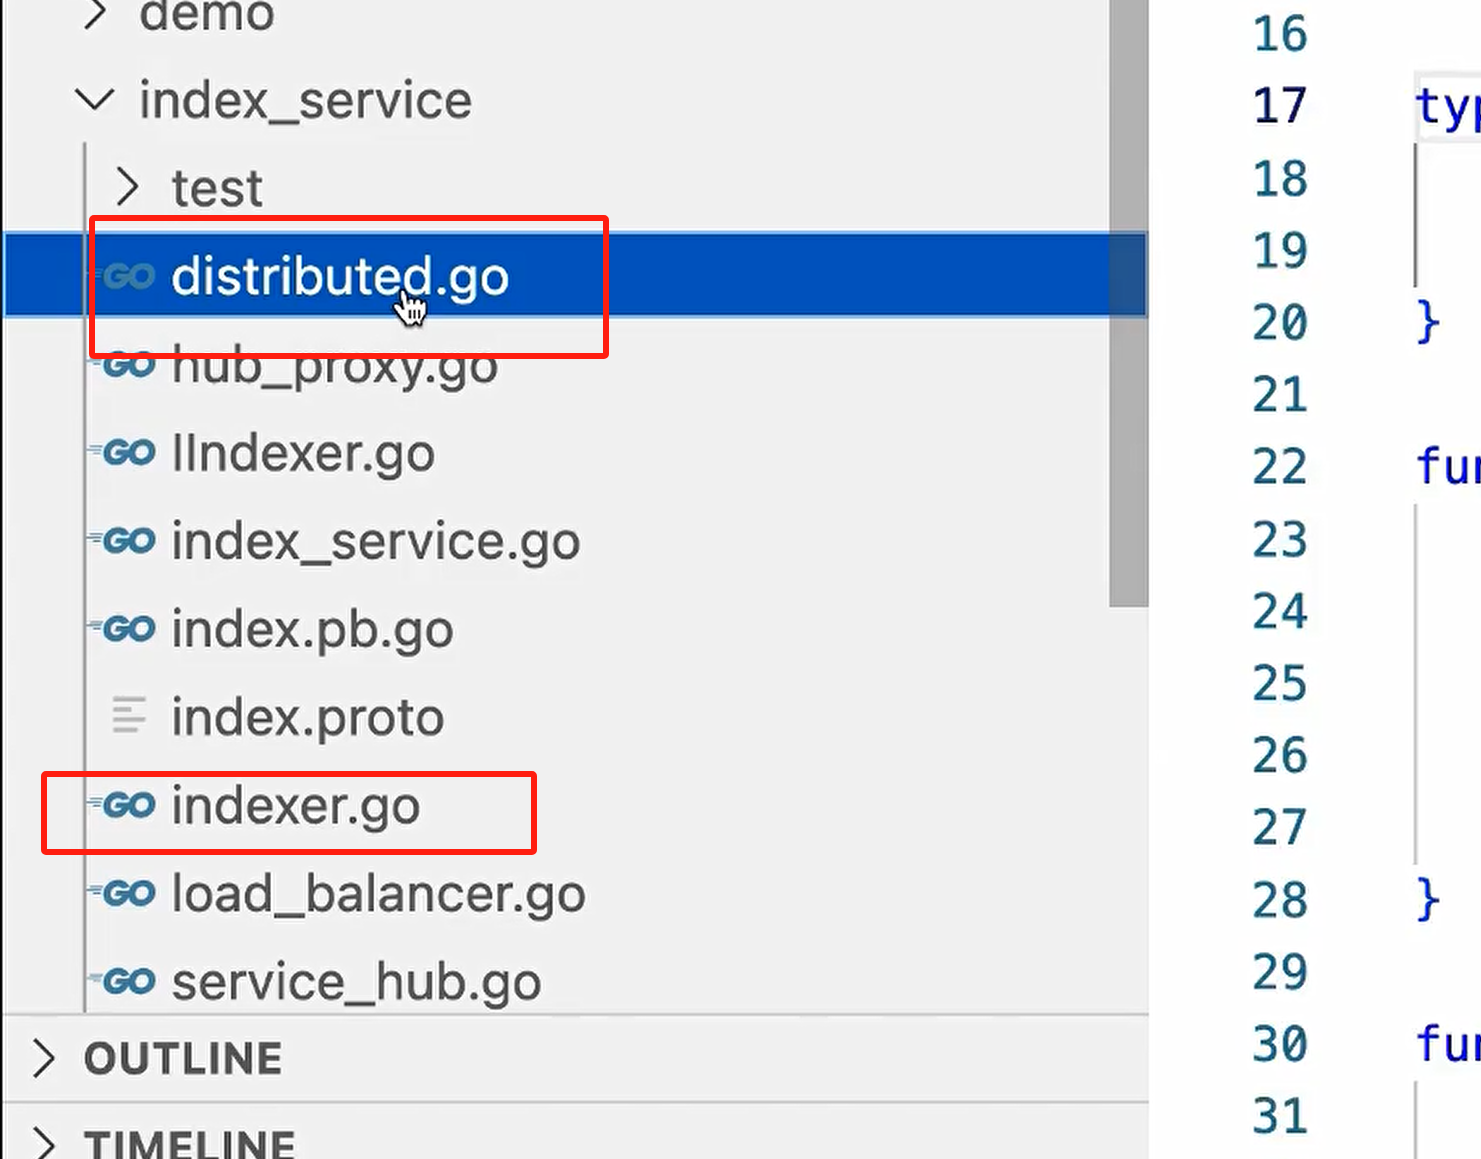 demo
index_service
test
GO distributed.go
GO hub_proxy.go
GO IIndexer.go
GO index_service.go
GO index.pb.go
index.proto
GO indexer.go
GO load_balancer.go
GO service_hub.go
OUTLINE
TIMELINE
16
17 typ
18
19
20 }
21
22 fun
23
24
25
26
27
28 }
29
30 fun
31